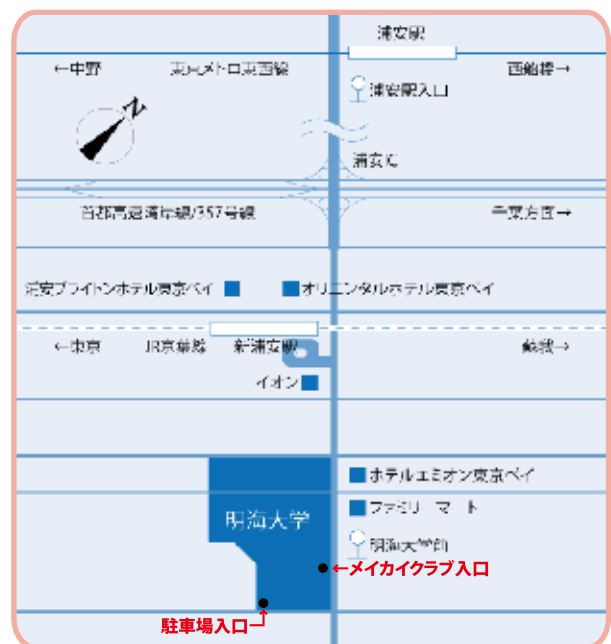 浦安駅
←中野
東京メトロ東西線
西船橋→
N
浦安駅入口
浦安IC
首都高速湾岸線/357号線
千葉方面→
浦安ブライトンホテル東京ベイ
オリエンタルホテル東京ベイ
←東京
JR京葉線
新浦安駅
蘇我→
イオン
ホテルエミオン東京ベイ
ファミリーマート
明海大学
明海大学前
←メイカイクラブ入口
駐車場入口